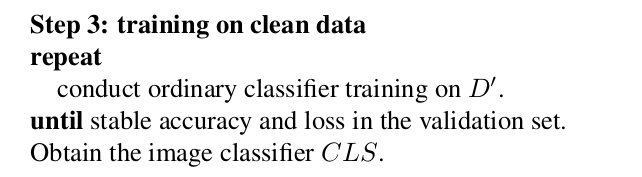 Step 3: training on clean data
repeat
conduct ordinary classifier training on D′.
until stable accuracy and loss in the validation set.
Obtain the image classifier CLS.